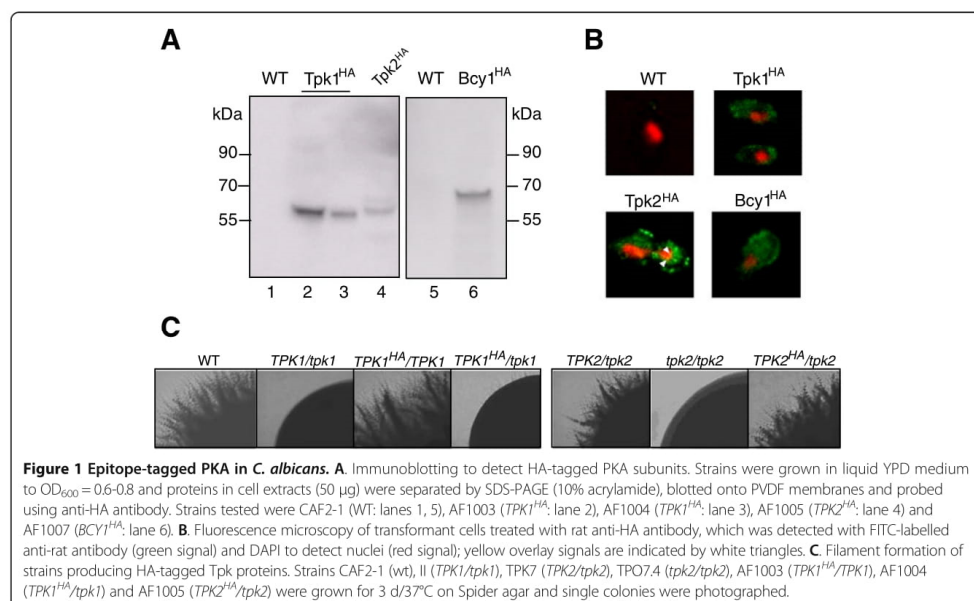 A
B
WT Tpk1HA Tpk2HA WT Bcy1HA
kDa
90
70
55
kDa
90
70
55
1 2 3 4 5 6
WT Tpk1HA
Tpk2HA Bcy1HA
C
WT TPK1/tpk1 TPK1HA/TPK1 TPK1HA/tpk1 TPK2/tpk2 tpk2/tpk2 TPK2HA/tpk2
Figure 1 Epitope-tagged PKA in C. albicans. A. Immunoblotting to detect HA-tagged PKA subunits. Strains were grown in liquid YPD medium
to OD600 = 0.6-0.8 and proteins in cell extracts (50 μg) were separated by SDS-PAGE (10% acrylamide), blotted onto PVDF membranes and probed
using anti-HA antibody. Strains tested were CAF2-1 (WT: lanes 1, 5), AF1003 (TPK1HA: lane 2), AF1004 (TPK1HA: lane 3), AF1005 (TPK2HA: lane 4) and
AF1007 (BCY1HA: lane 6). B. Fluorescence microscopy of transformant cells treated with rat anti-HA antibody, which was detected with FITC-labelled
anti-rat antibody (green signal) and DAPI to detect nuclei (red signal); yellow overlay signals are indicated by white triangles. C. Filament formation of
strains producing HA-tagged Tpk proteins. Strains CAF2-1 (wt), II (TPK1/tpk1), TPK7 (TPK2/tpk2), TPO7.4 (tpk2/tpk2), AF1003 (TPK1HA/TPK1), AF1004
(TPK1HA/tpk1) and AF1005 (TPK2HA/tpk2) were grown for 3 d/37°C on Spider agar and single colonies were photographed.